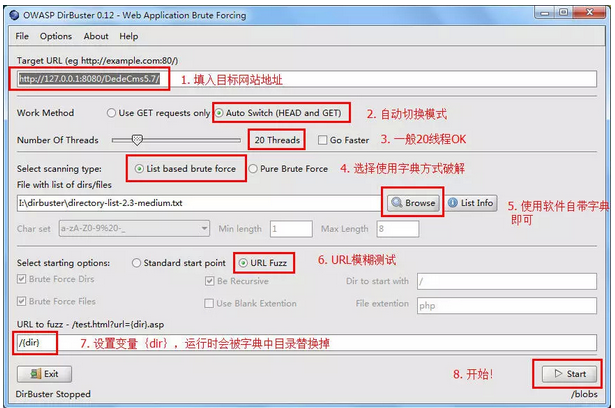 OWASP DirBuster 0.12 - Web Application Brute Forcing
File Options About Help
Target URL (eg http://example.com:80/)
http://127.0.0.1:8080/DedeCms5.7/
1. 填入目标网站地址
Work Method Use GET requests only Auto Switch (HEAD and GET) 2. 自动切换模式
Number Of Threads 20 Threads Go Faster 3. 一般20线程OK
Select scanning type: List based brute force Pure Brute Force 4. 选择使用字典方式破解
File with list of dirs/files
I:\dirbuster\directory-list-2.3-medium.txt Browse List Info 5. 使用软件自带字典
即可
Char set a-zA-Z0-9%20-_ Min length 1 Max Length 8
Select starting options: Standard start point URL Fuzz 6. URL模糊测试
Brute Force Dirs Be Recursive Dir to start with /
Brute Force Files Use Blank Extention File extention php
URL to fuzz - /test.html?url={dir}.asp
/{dir} 7. 设置变量｛dir｝，运行时会被字典中目录替换掉
Exit 8. 开始! Start
DirBuster Stopped /blobs